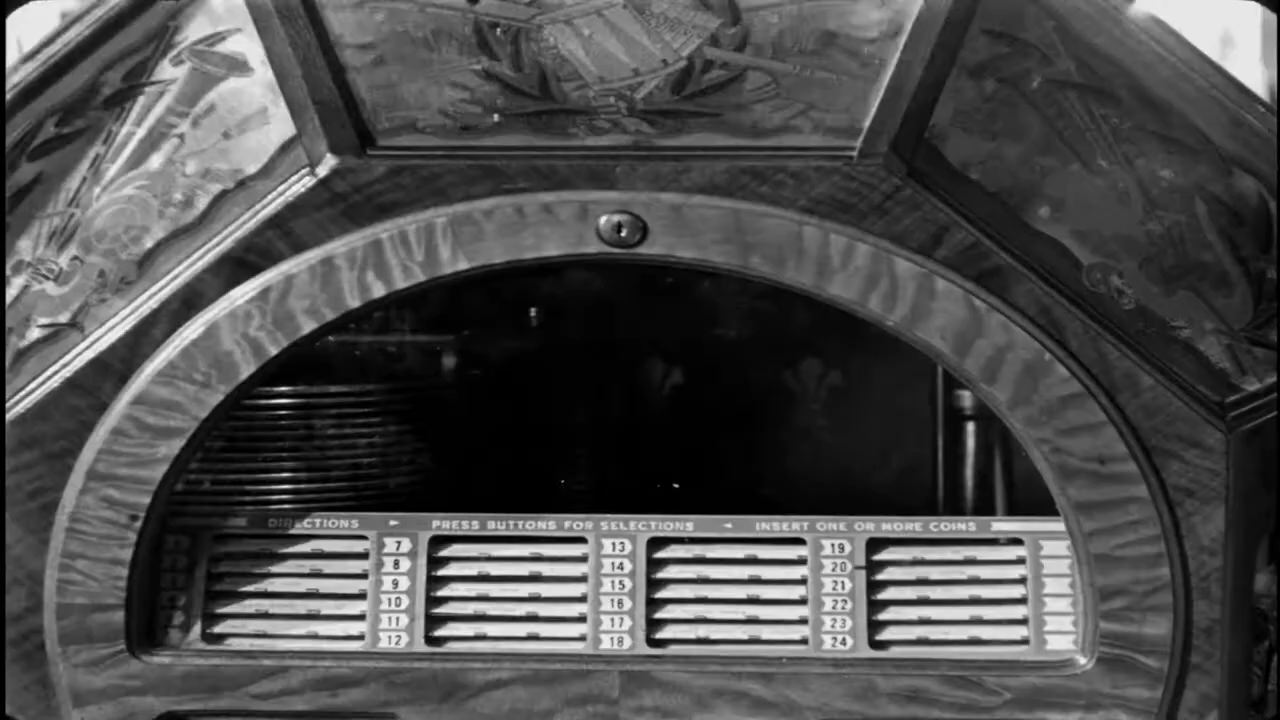 DIRECTIONS ► PRESS BUTTONS FOR SELECTIONS ◄ INSERT ONE OR MORE COINS
7 13 19
8 14 20
9 15 21
10 16 22
11 17 23
12 18 24